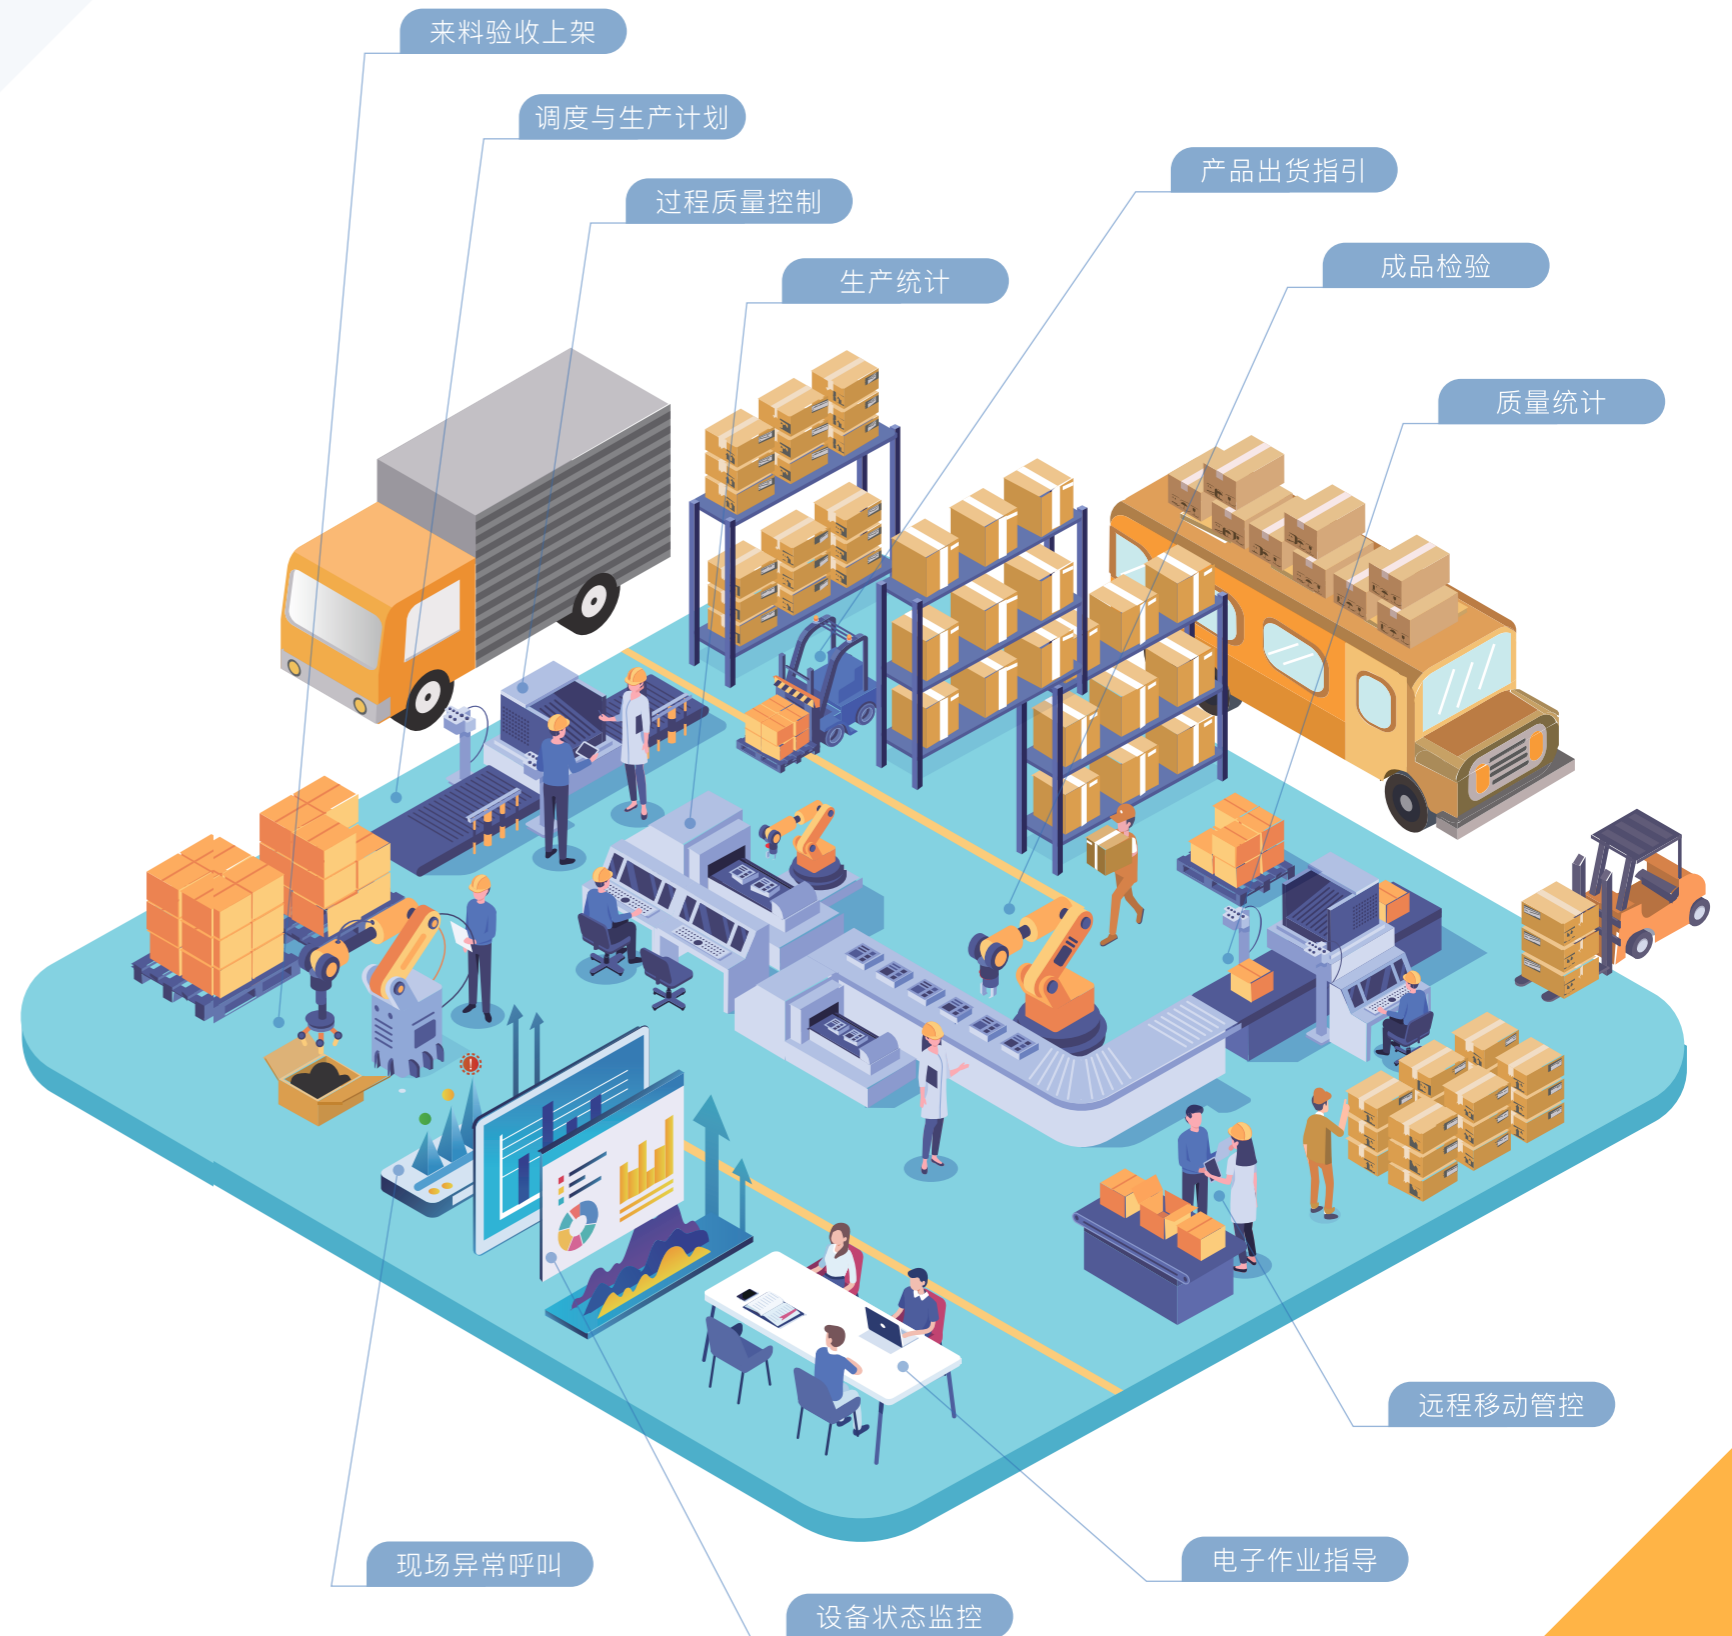 来料验收上架
调度与生产计划
产品出货指引
过程质量控制
成品检验
生产统计
质量统计
远程移动管控
电子作业指导
现场异常呼叫
设备状态监控